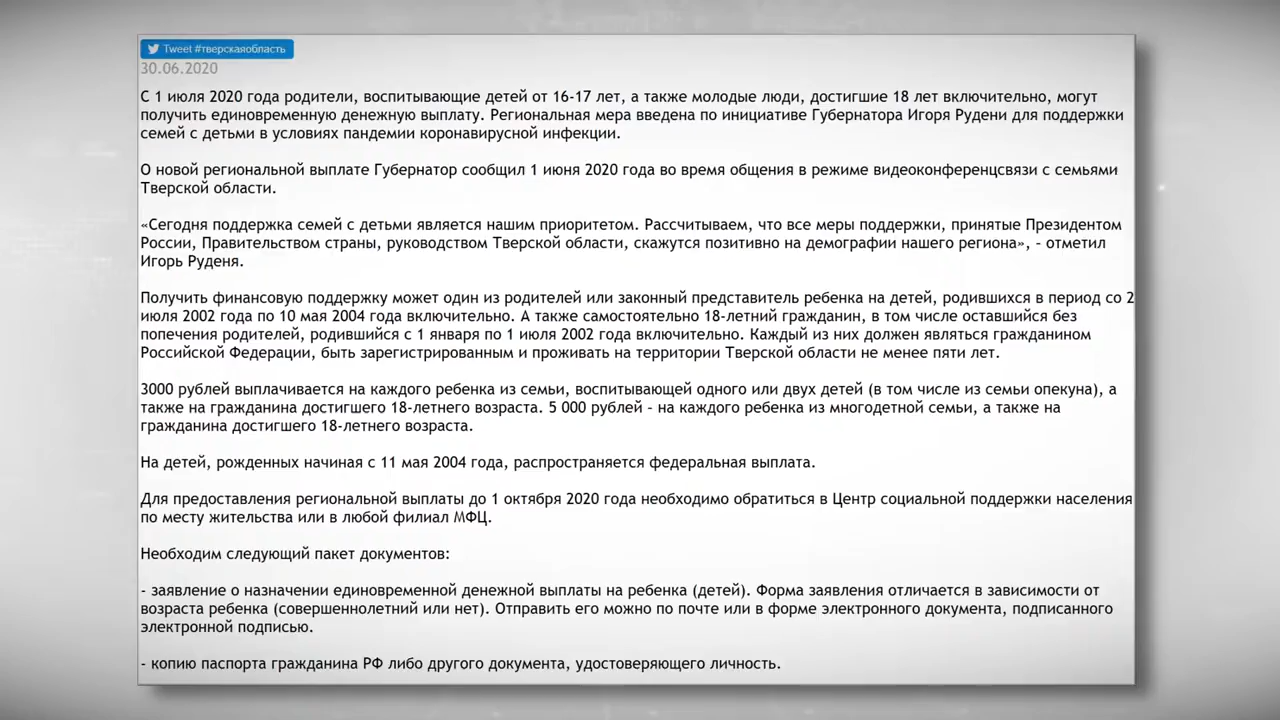 Tweet #тверскаяобласть
30.06.2020
С 1 июля 2020 года родители, воспитывающие детей от 16-17 лет, а также молодые люди, достигшие 18 лет включительно, могут
получить единовременную денежную выплату. Региональная мера введена по инициативе Губернатора Игоря Рудени для поддержки
семей с детьми в условиях пандемии коронавирусной инфекции.
О новой региональной выплате Губернатор сообщил 1 июня 2020 года во время общения в режиме видеоконференцсвязи с семьями
Тверской области.
«Сегодня поддержка семей с детьми является нашим приоритетом. Рассчитываем, что все меры поддержки, принятые Президентом
России, Правительством страны, руководством Тверской области, скажутся позитивно на демографии нашего региона», – отметил
Игорь Руденя.
Получить финансовую поддержку может один из родителей или законный представитель ребенка на детей, родившихся в период со 2
июля 2002 года по 10 мая 2004 года включительно. А также самостоятельно 18-летний гражданин, в том числе оставшийся без
попечения родителей, родившийся с 1 января по 1 июля 2002 года включительно. Каждый из них должен являться гражданином
Российской Федерации, быть зарегистрированным и проживать на территории Тверской области не менее пяти лет.
3000 рублей выплачивается на каждого ребенка из семьи, воспитывающей одного или двух детей (в том числе из семьи опекуна), а
также на гражданина достигшего 18-летнего возраста. 5 000 рублей – на каждого ребенка из многодетной семьи, а также на
гражданина достигшего 18-летнего возраста.
На детей, рожденных начиная с 11 мая 2004 года, распространяется федеральная выплата.
Для предоставления региональной выплаты до 1 октября 2020 года необходимо обратиться в Центр социальной поддержки населения
по месту жительства или в любой филиал МФЦ.
Необходим следующий пакет документов:
- заявление о назначении единовременной денежной выплаты на ребенка (детей). Форма заявления отличается в зависимости от
возраста ребенка (совершеннолетний или нет). Отправить его можно по почте или в форме электронного документа, подписанного
электронной подписью.
- копию паспорта гражданина РФ либо другого документа, удостоверяющего личность.